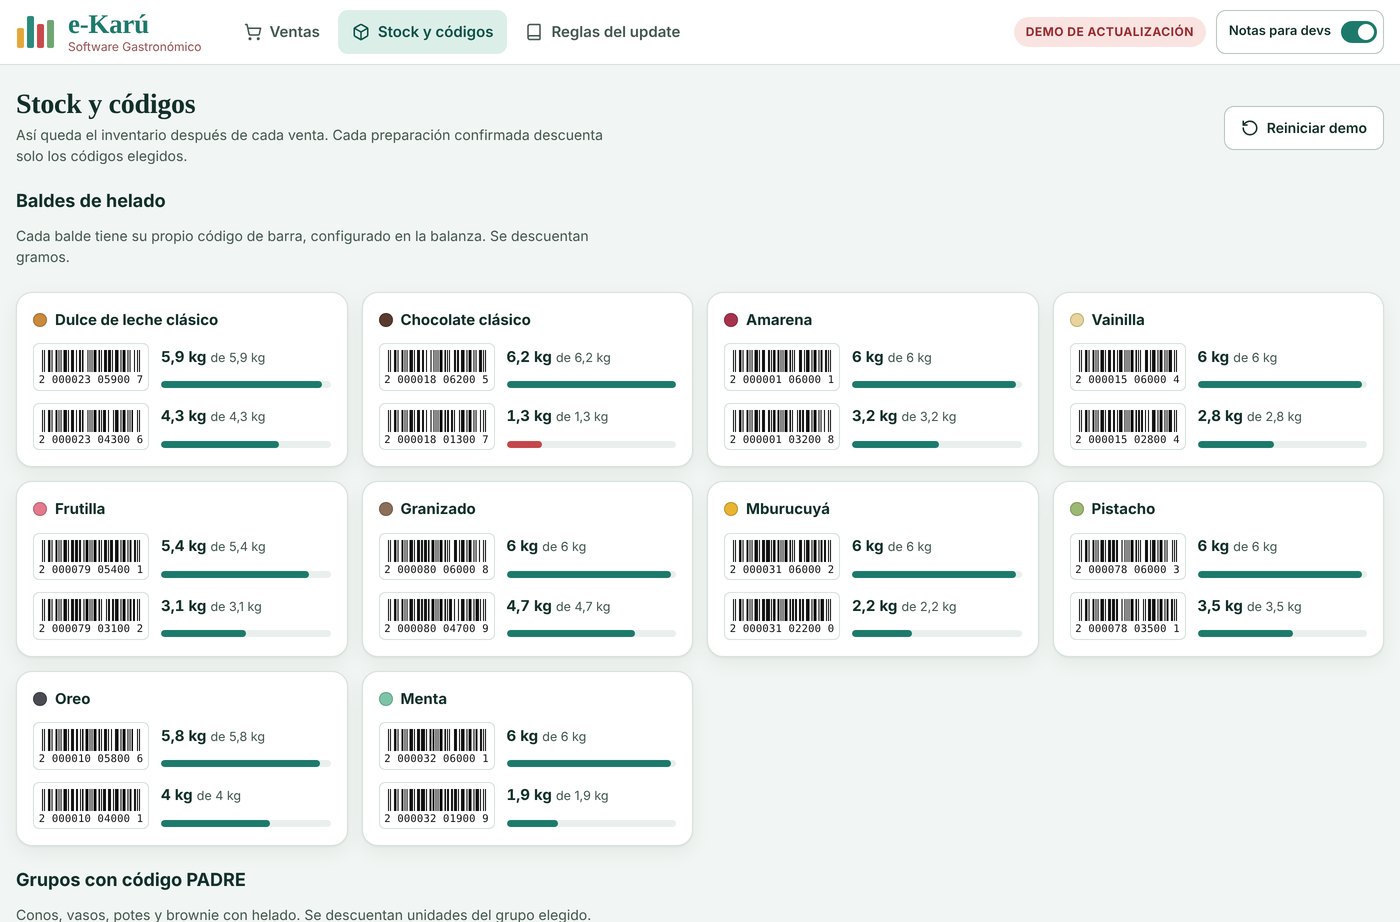 e-Karú
Software Gastronómico
Ventas
Stock y códigos
Reglas del update
DEMO DE ACTUALIZACIÓN
Notas para devs
Stock y códigos
Así queda el inventario después de cada venta. Cada preparación confirmada descuenta
solo los códigos elegidos.
Reiniciar demo
Baldes de helado
Cada balde tiene su propio código de barra, configurado en la balanza. Se descuentan
gramos.
Dulce de leche clásico
2 000023 05900 7
5,9 kg de 5,9 kg
2 000023 04300 6
4,3 kg de 4,3 kg
Chocolate clásico
2 000018 06200 5
6,2 kg de 6,2 kg
2 000018 01300 7
1,3 kg de 1,3 kg
Amarena
2 000001 06000 1
6 kg de 6 kg
2 000001 03200 8
3,2 kg de 3,2 kg
Vainilla
2 000015 06000 4
6 kg de 6 kg
2 000015 02800 4
2,8 kg de 2,8 kg
Frutilla
2 000079 05400 1
5,4 kg de 5,4 kg
2 000079 03100 2
3,1 kg de 3,1 kg
Granizado
2 000080 06000 8
6 kg de 6 kg
2 000080 04700 9
4,7 kg de 4,7 kg
Mburucuyá
2 000031 06000 2
6 kg de 6 kg
2 000031 02200 0
2,2 kg de 2,2 kg
Pistacho
2 000078 06000 3
6 kg de 6 kg
2 000078 03500 1
3,5 kg de 3,5 kg
Oreo
2 000010 05800 6
5,8 kg de 5,8 kg
2 000010 04000 1
4 kg de 4 kg
Menta
2 000032 06000 1
6 kg de 6 kg
2 000032 01900 9
1,9 kg de 1,9 kg
Grupos con código PADRE
Conos, vasos, potes y brownie con helado. Se descuentan unidades del grupo elegido.